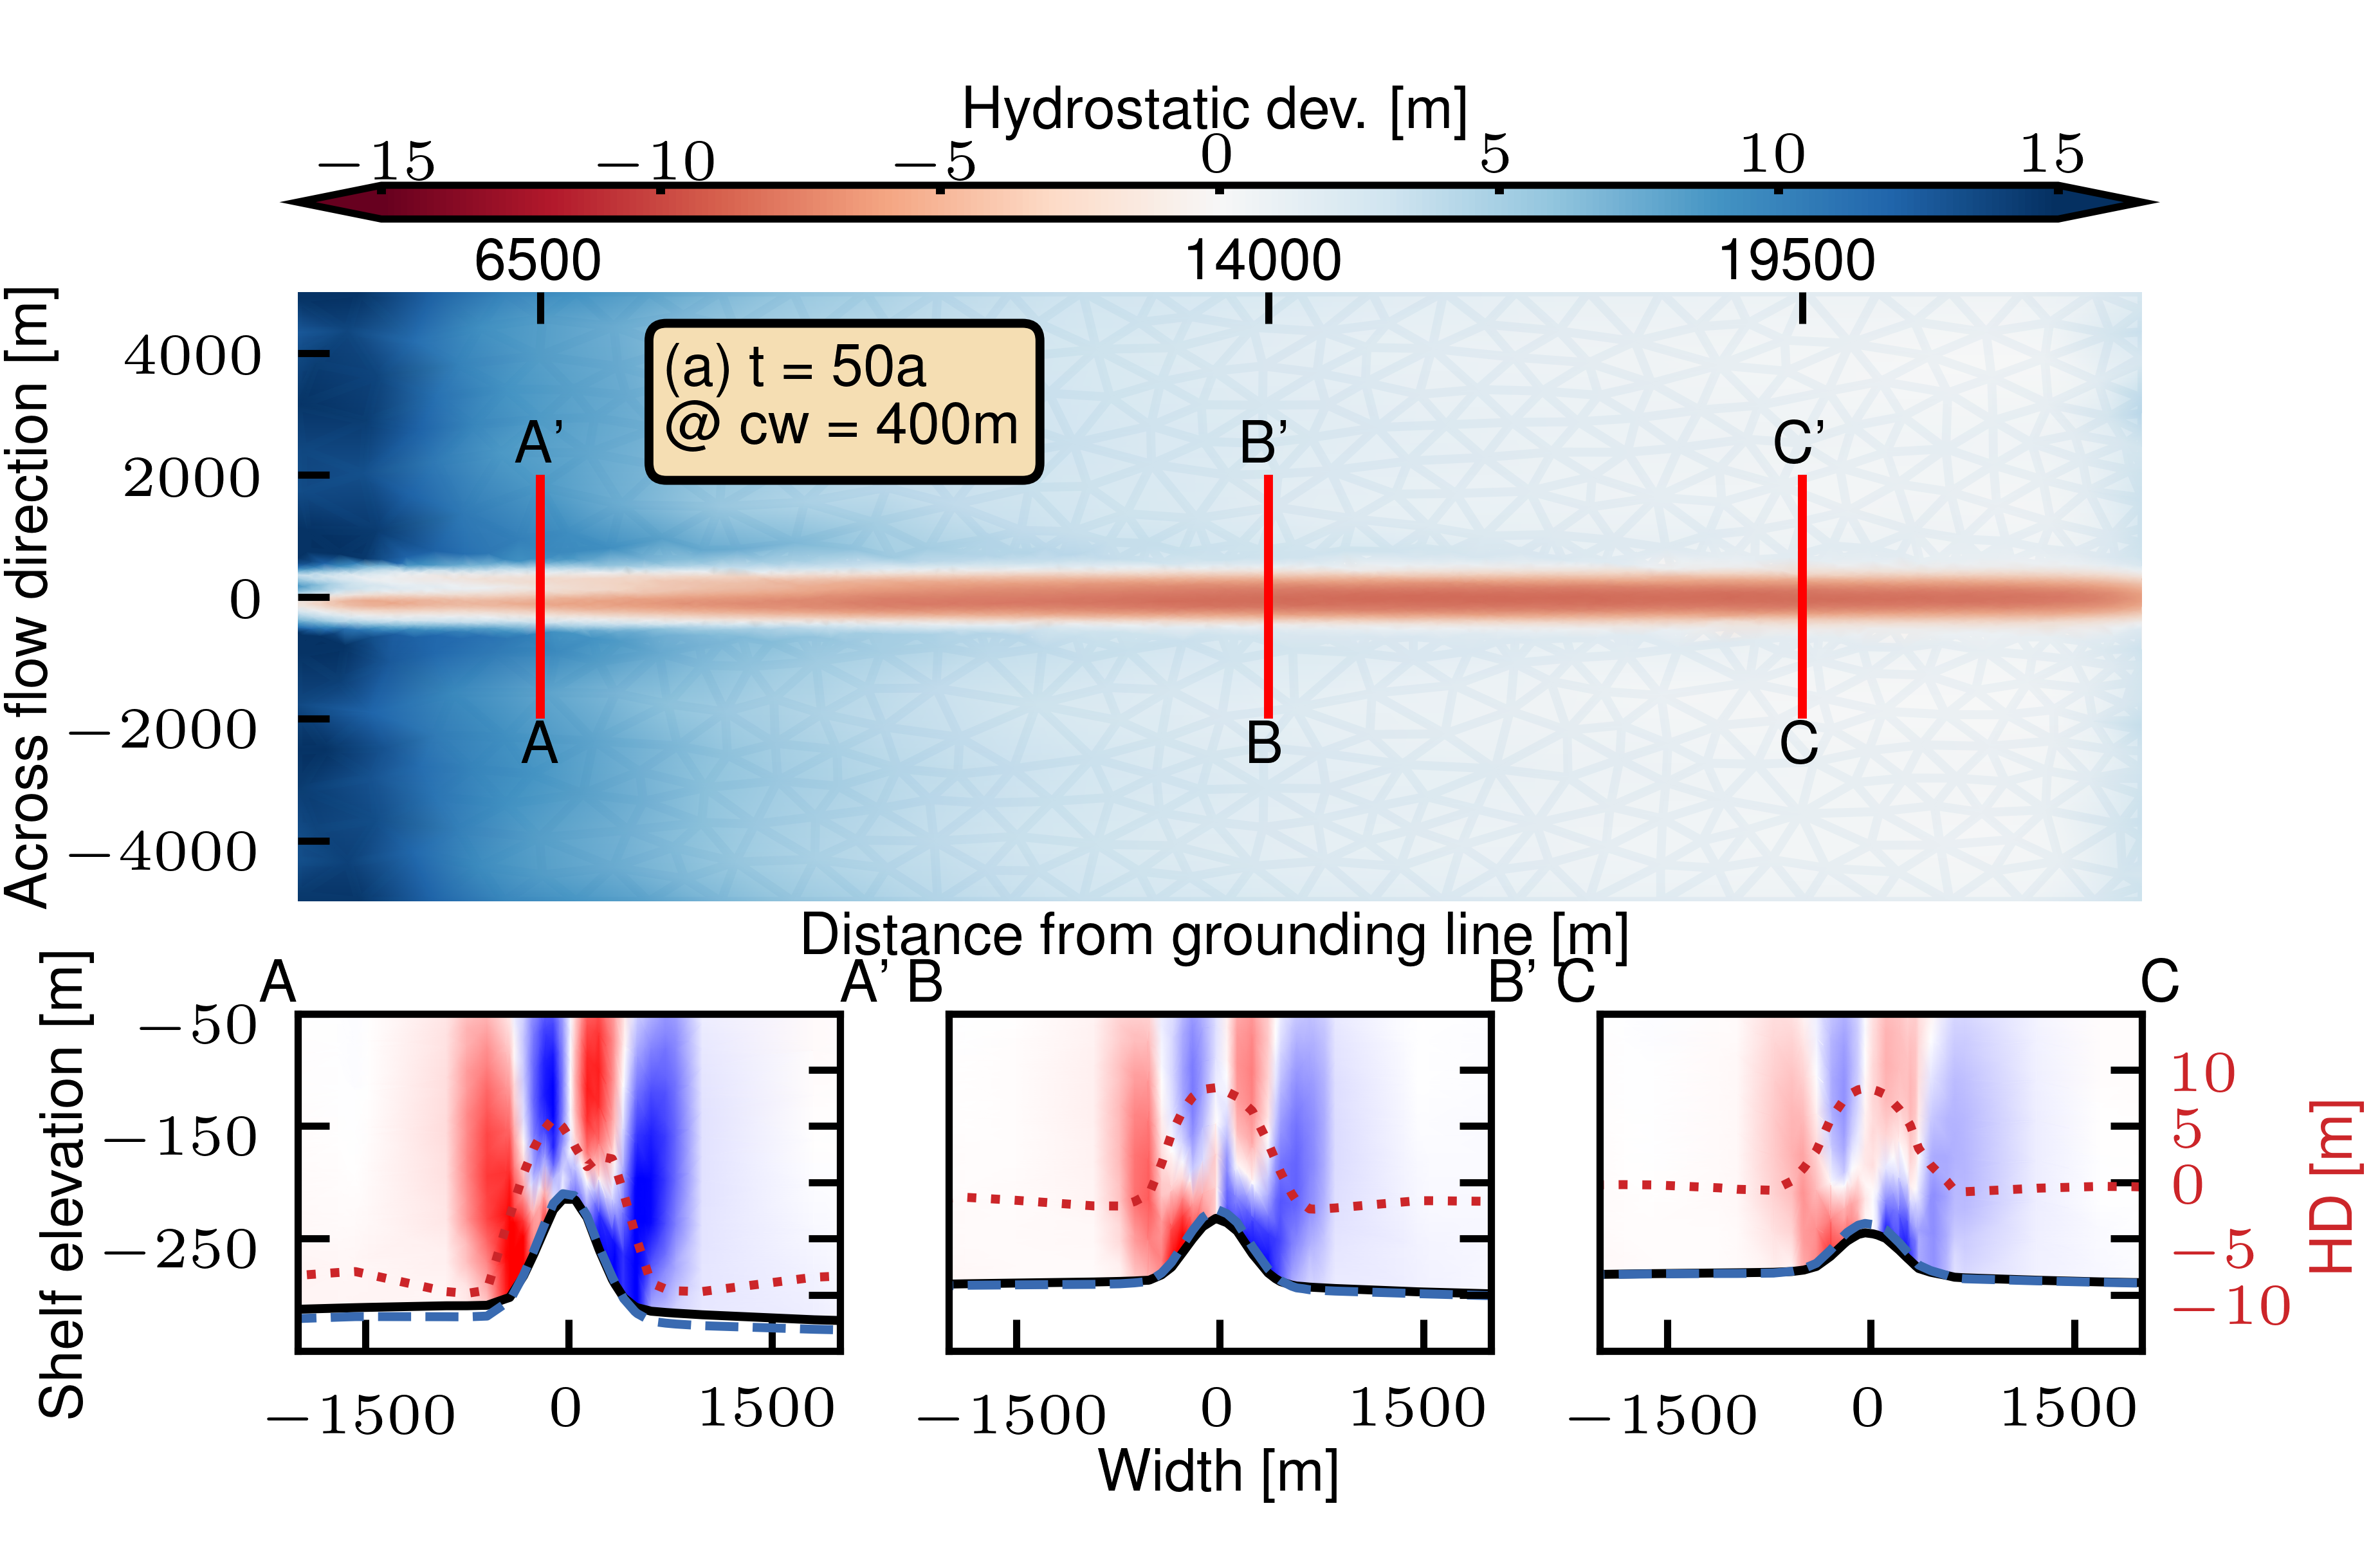 Hydrostatic dev. [m]
−15 −10 −5 0 5 10 15
6500 14000 19500
Across flow direction [m]
4000
2000
0
−2000
−4000
(a) t = 50a
@ cw = 400m
A’ B’ C’
A B C
Distance from grounding line [m]
A A’ B B’ C C
Shelf elevation [m]
−50
−150
−250
10
5
0
−5
−10
HD [m]
−1500 0 1500 −1500 0 1500 −1500 0 1500
Width [m]